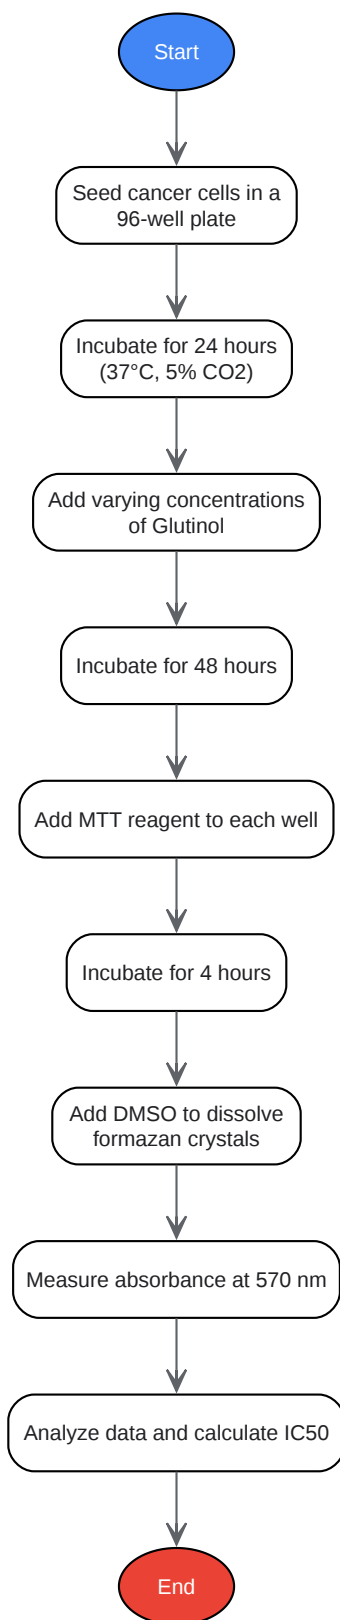 Start
Seed cancer cells in a
96-well plate
Incubate for 24 hours
(37°C, 5% CO2)
Add varying concentrations
of Glutinol
Incubate for 48 hours
Add MTT reagent to each well
Incubate for 4 hours
Add DMSO to dissolve
formazan crystals
Measure absorbance at 570 nm
Analyze data and calculate IC50
End